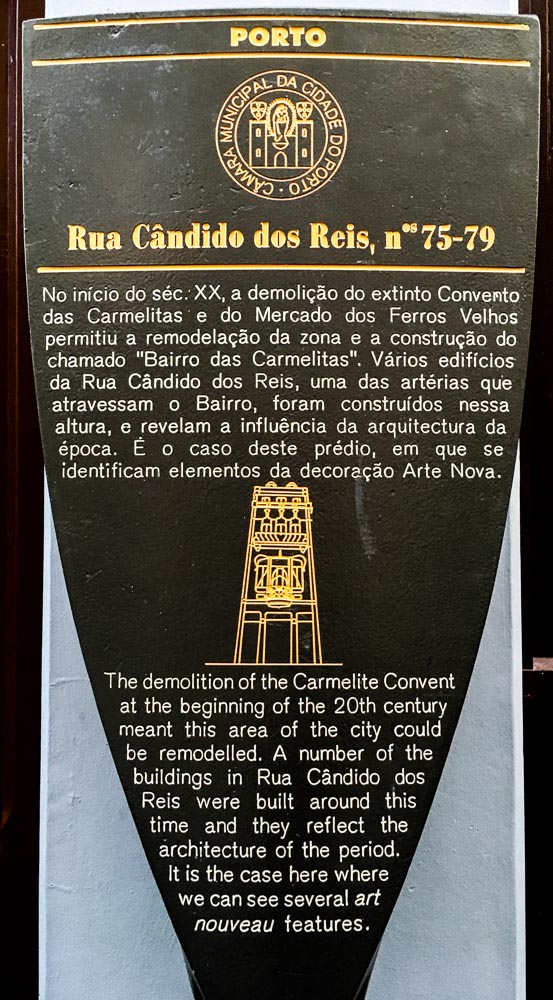 PORTO
CÂMARA MUNICIPAL DA CIDADE DO PORTO ·
Rua Cândido dos Reis, nºs 75-79
No início do séc. XX, a demolição do extinto Convento
das Carmelitas e do Mercado dos Ferros Velhos
permitiu a remodelação da zona e a construção do
chamado "Bairro das Carmelitas". Vários edifícios
da Rua Cândido dos Reis, uma das artérias que
atravessam o Bairro, foram construídos nessa
altura, e revelam a influência da arquitectura da
época. É o caso deste prédio, em que se
identificam elementos da decoração Arte Nova.
The demolition of the Carmelite Convent
at the beginning of the 20th century
meant this area of the city could
be remodelled. A number of the
buildings in Rua Cândido dos
Reis were built around this
time and they reflect the
architecture of the period.
It is the case here where
we can see several art
nouveau features.